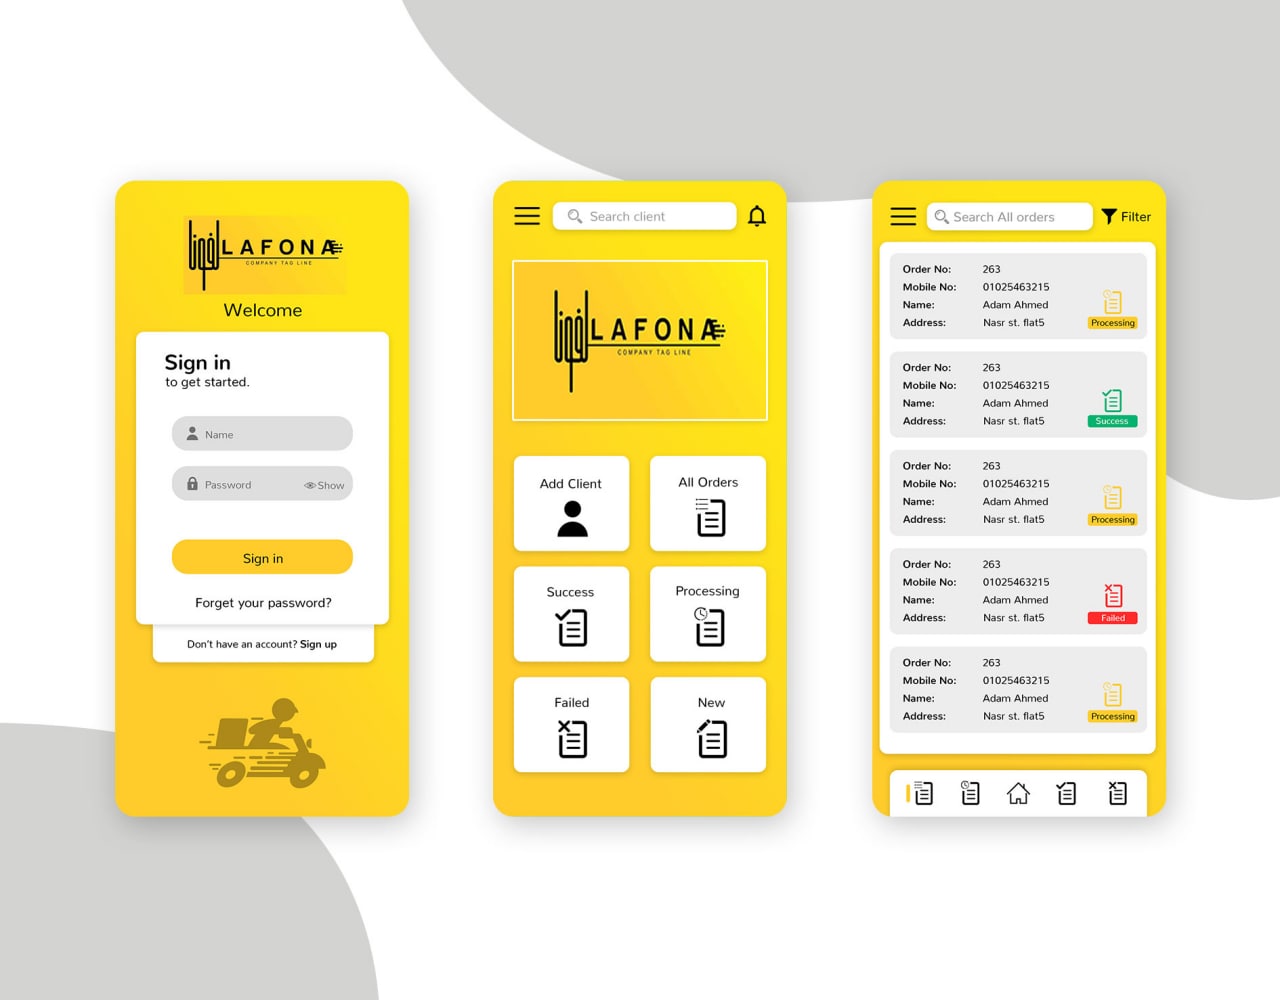 لافونا
LAFONA
COMPANY TAG LINE
Welcome
Sign in
to get started.
Name
Password
Show
Sign in
Forget your password?
Don't have an account? Sign up
Search client
لافونا
LAFONA
COMPANY TAG LINE
Add Client
All Orders
Success
Processing
Failed
New
Search All orders
Filter
Order No: 263
Mobile No: 01025463215
Name: Adam Ahmed
Address: Nasr st. flat5
Processing
Order No: 263
Mobile No: 01025463215
Name: Adam Ahmed
Address: Nasr st. flat5
Success
Order No: 263
Mobile No: 01025463215
Name: Adam Ahmed
Address: Nasr st. flat5
Processing
Order No: 263
Mobile No: 01025463215
Name: Adam Ahmed
Address: Nasr st. flat5
Failed
Order No: 263
Mobile No: 01025463215
Name: Adam Ahmed
Address: Nasr st. flat5
Processing